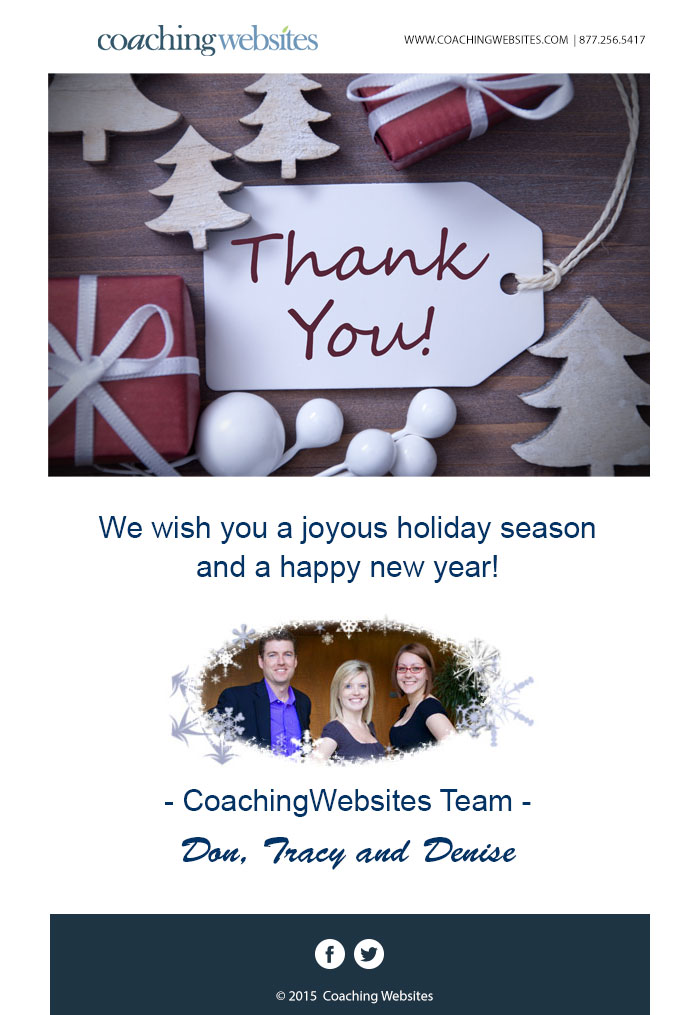 coachingwebsites
WWW.COACHINGWEBSITES.COM | 877.256.5417
Thank
You!
We wish you a joyous holiday season
and a happy new year!
- CoachingWebsites Team -
Don, Tracy and Denise
© 2015 Coaching Websites